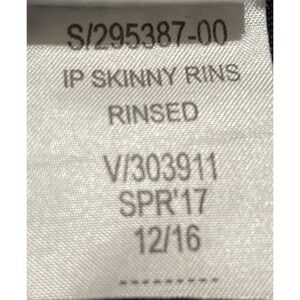 S/295387-00
IP SKINNY RINS
RINSED
V/303911
SPR'17
12/16
---------